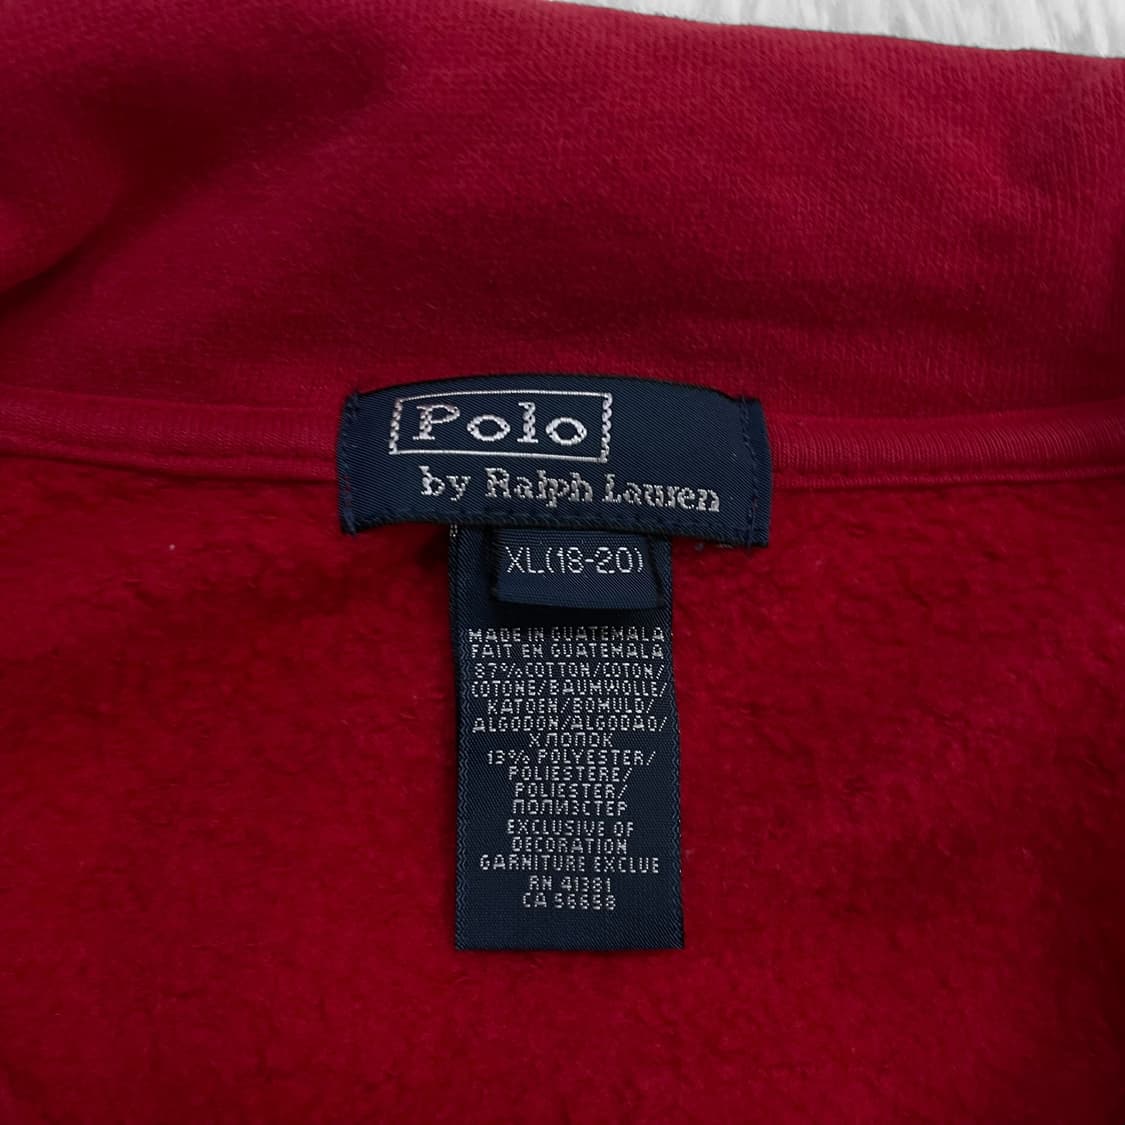 Polo
by Ralph Lauren
XL(18-20)
MADE IN GUATEMALA
FAIT EN GUATEMALA
87% COTTON/COTON/
COTONE/BAUMWOLLE/
KATOEN/BOMULD/
ALGODON/ALGODAO/
ХЛОПОК
13% POLYESTER/
POLIESTERE/
POLIESTER/
ПОЛИЭСТЕР
EXCLUSIVE OF
DECORATION
GARNITURE EXCLUE
RN 41381
CA 56658